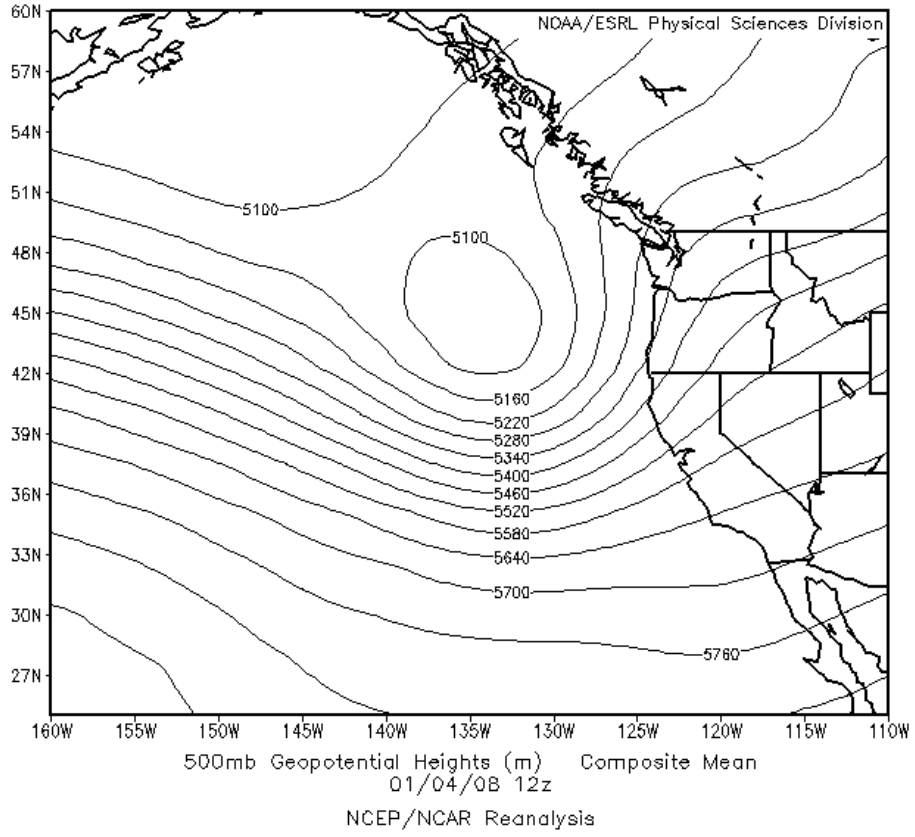 NOAA/ESRL Physical Sciences Division
60N
57N
54N
51N
48N
45N
42N
39N
36N
33N
30N
27N
5100
5100
5160
5220
5280
5340
5400
5460
5520
5580
5640
5700
5760
160W 155W 150W 145W 140W 135W 130W 125W 120W 115W 110W
500mb Geopotential Heights (m) Composite Mean
01/04/08 12z
NCEP/NCAR Reanalysis